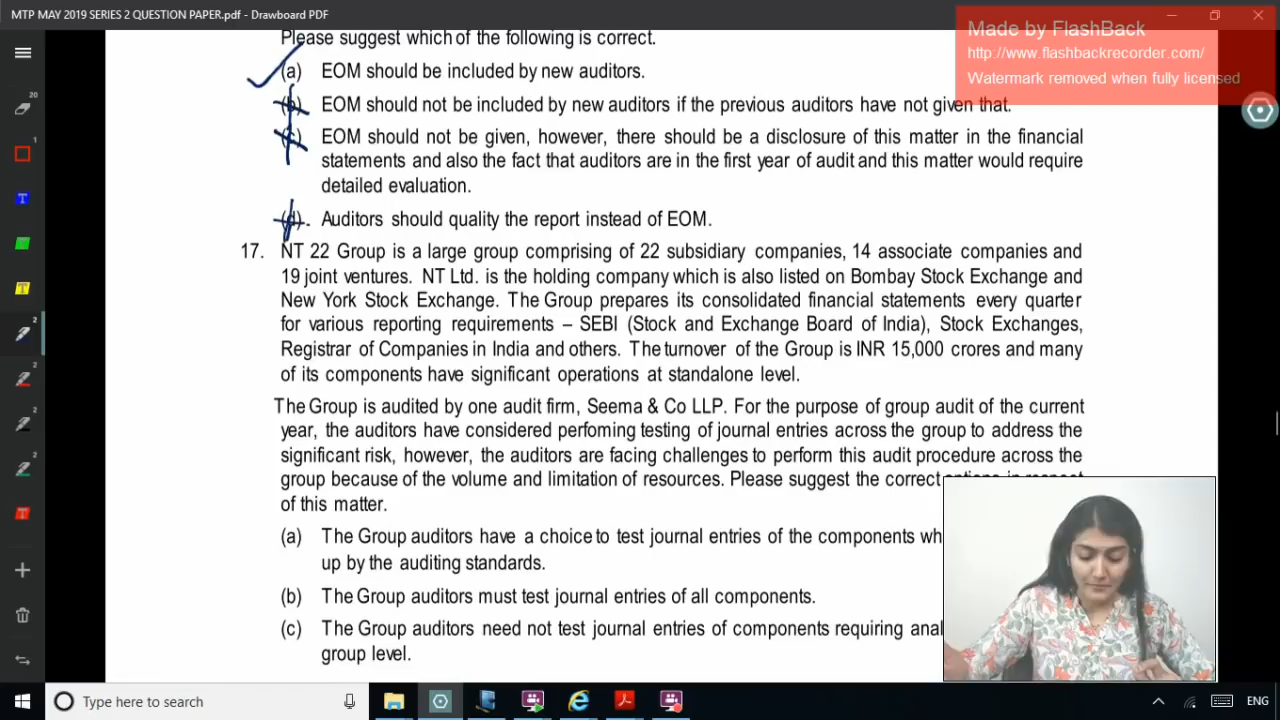 MTP MAY 2019 SERIES 2 QUESTION PAPER.pdf - Drawboard PDF
Made by FlashBack
http://www.flashbackrecorder.com/
Watermark removed when fully licensed
Please suggest which of the following is correct.
(a) EOM should be included by new auditors.
(b) EOM should not be included by new auditors if the previous auditors have not given that.
(c) EOM should not be given, however, there should be a disclosure of this matter in the financial
statements and also the fact that auditors are in the first year of audit and this matter would require
detailed evaluation.
(d). Auditors should quality the report instead of EOM.
17. NT 22 Group is a large group comprising of 22 subsidiary companies, 14 associate companies and
19 joint ventures. NT Ltd. is the holding company which is also listed on Bombay Stock Exchange and
New York Stock Exchange. The Group prepares its consolidated financial statements every quarter
for various reporting requirements – SEBI (Stock and Exchange Board of India), Stock Exchanges,
Registrar of Companies in India and others. The turnover of the Group is INR 15,000 crores and many
of its components have significant operations at standalone level.
The Group is audited by one audit firm, Seema & Co LLP. For the purpose of group audit of the current
year, the auditors have considered perfoming testing of journal entries across the group to address the
significant risk, however, the auditors are facing challenges to perform this audit procedure across the
group because of the volume and limitation of resources. Please suggest the correct options in respect
of this matter.
(a) The Group auditors have a choice to test journal entries of the components
up by the auditing standards.
(b) The Group auditors must test journal entries of all components.
(c) The Group auditors need not test journal entries of components requiring
group level.
20
1
T
T
2
2
2
2
T
Type here to search
ENG